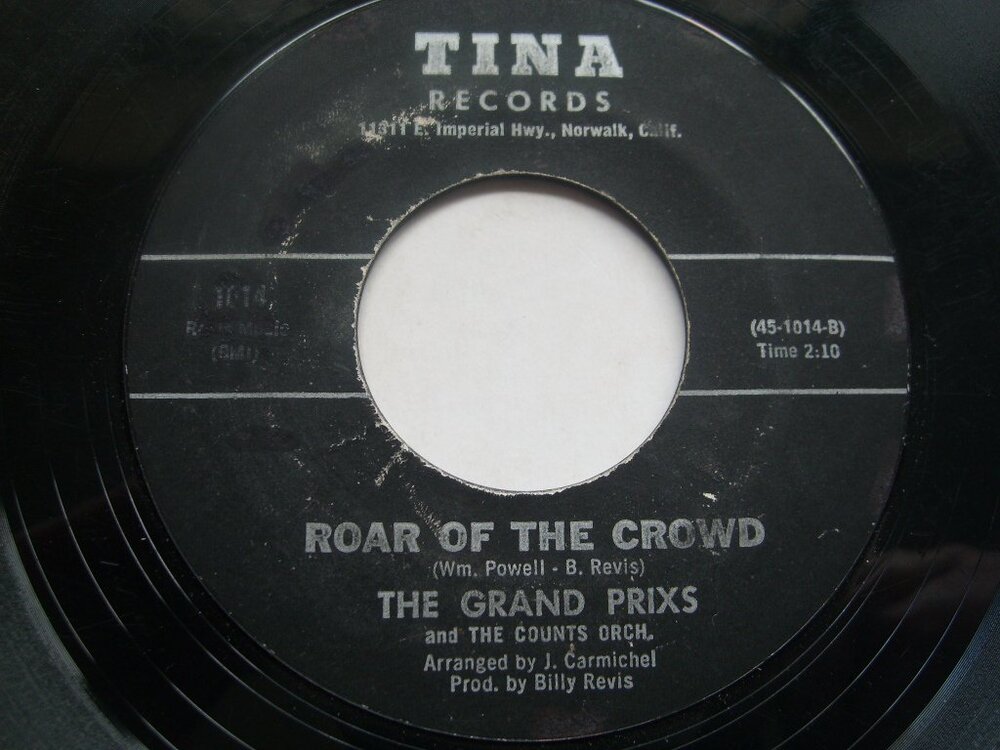 TINA
RECORDS
E. Imperial Hwy., Norwalk, Calif.
1014
(BMI)
(45-1014-B)
Time 2:10
ROAR OF THE CROWD
(Wm. Powell - B. Revis)
THE GRAND PRIXS
and THE COUNTS ORCH.
Arranged by J. Carmichel
Prod. by Billy Revis